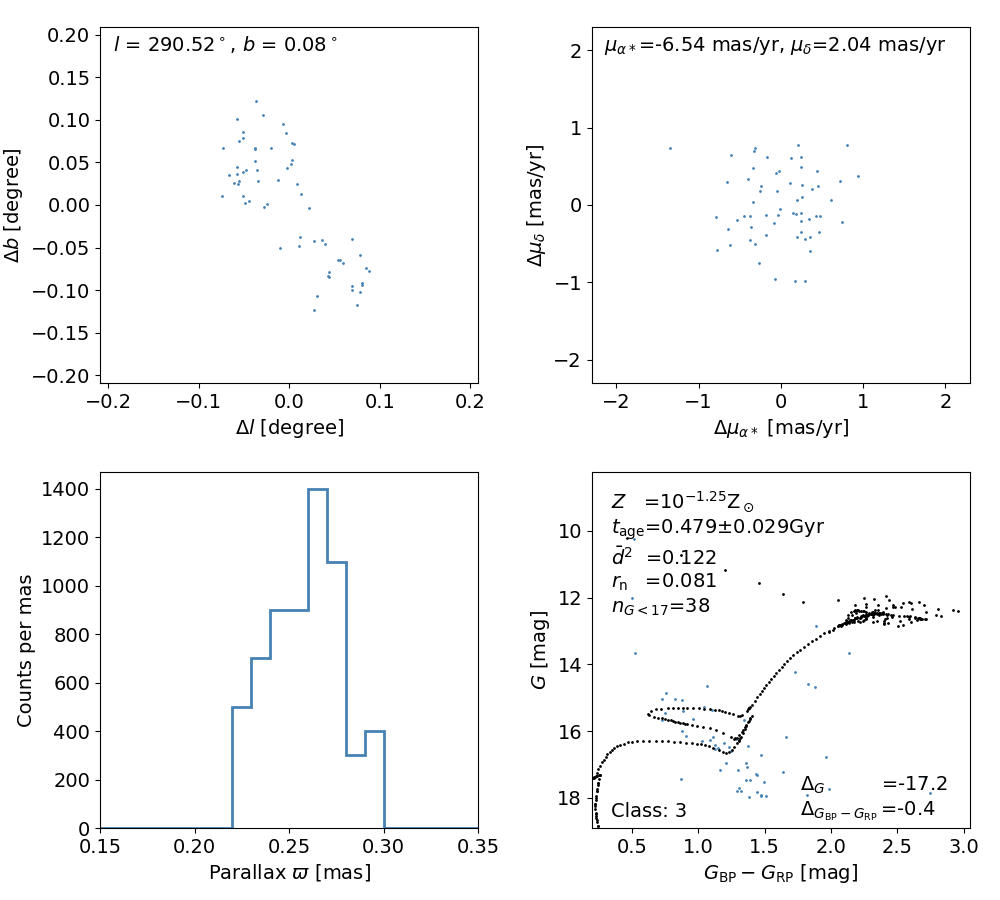 l = 290.52°, b = 0.08°
0.20
0.15
0.10
0.05
0.00
−0.05
−0.10
−0.15
−0.20
−0.2
−0.1
0.0
0.1
0.2
Δl [degree]
Δb [degree]
μα*=-6.54 mas/yr, μδ=2.04 mas/yr
2
1
0
−1
−2
−2
−1
0
1
2
Δμα* [mas/yr]
Δμδ [mas/yr]
1400
1200
1000
800
600
400
200
0
0.15
0.20
0.25
0.30
0.35
Parallax ϖ [mas]
Counts per mas
Z =10^−1.25Z⊙
tage=0.479±0.029Gyr
d̄² =0.122
rn =0.081
nG<17=38
ΔG =-17.2
Class: 3
ΔGBP−GRP=-0.4
10
12
14
16
18
0.5
1.0
1.5
2.0
2.5
3.0
GBP − GRP [mag]
G [mag]